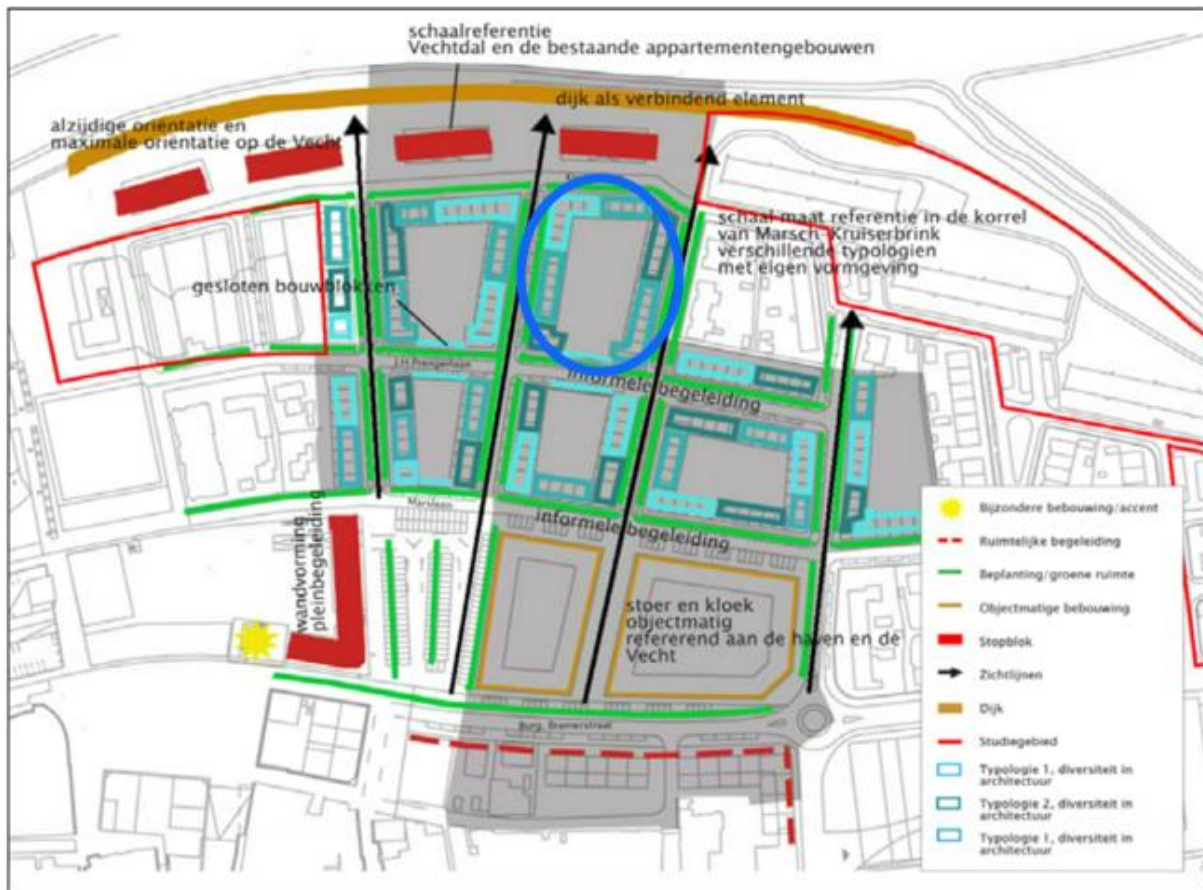 schaalreferentie
Vechtdal en de bestaande appartementengebouwen
dijk als verbindend element
alzijdige oriëntatie en
maximale oriëntatie op de Vecht
schaal maat referentie in de korrel
van Marsch-Kruiserbrink
verschillende typologien
met eigen vormgeving
gesloten bouwblokken
J.H. Prengerlaan
informele begeleiding
Marslaan
informele begeleiding
wandvorming
pleinbegeleiding
stoer en kloek
objectmatig
refererend aan de haven en de
Vecht
Burg. Bramerstraat
Bijzondere bebouwing/accent
Ruimtelijke begeleiding
Beplanting/groene ruimte
Objectmatige bebouwing
Stopblok
Zichtlijnen
Dijk
Studiegebied
Typologie 1, diversiteit in
architectuur
Typologie 2, diversiteit in
architectuur
Typologie 1, diversiteit in
architectuur